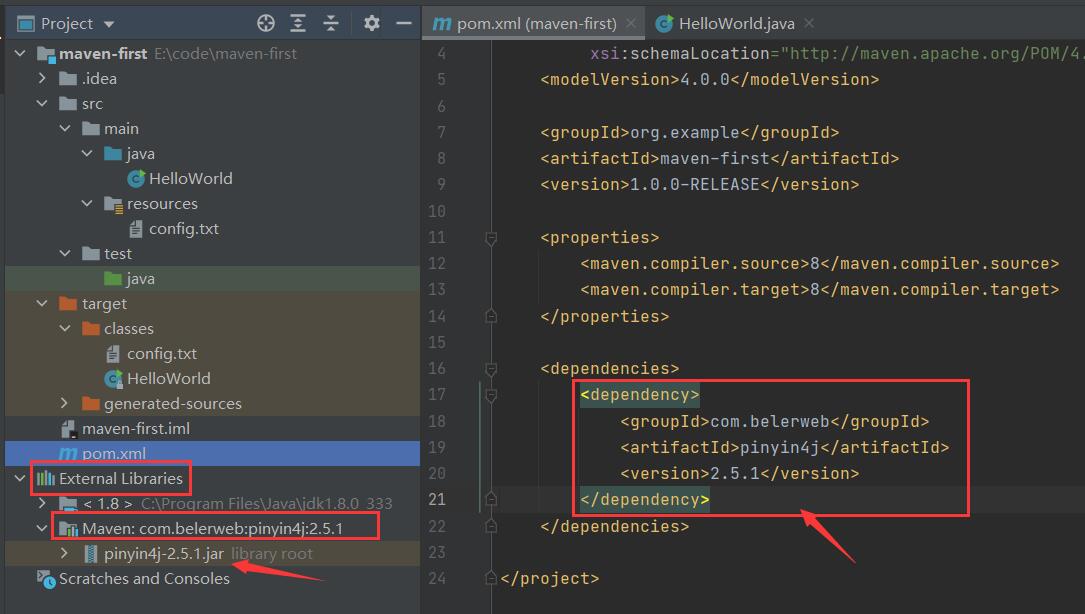 Project
maven-first E:\code\maven-first
.idea
src
main
java
HelloWorld
resources
config.txt
test
java
target
classes
config.txt
HelloWorld
generated-sources
maven-first.iml
pom.xml
External Libraries
< 1.8 > C:\Program Files\Java\jdk1.8.0_333
Maven: com.belerweb:pinyin4j:2.5.1
pinyin4j-2.5.1.jar library root
Scratches and Consoles
pom.xml (maven-first) HelloWorld.java
4 xsi:schemaLocation="http://maven.apache.org/POM/4.
5 <modelVersion>4.0.0</modelVersion>
6
7 <groupId>org.example</groupId>
8 <artifactId>maven-first</artifactId>
9 <version>1.0.0-RELEASE</version>
10
11 <properties>
12 <maven.compiler.source>8</maven.compiler.source>
13 <maven.compiler.target>8</maven.compiler.target>
14 </properties>
15
16 <dependencies>
17 <dependency>
18 <groupId>com.belerweb</groupId>
19 <artifactId>pinyin4j</artifactId>
20 <version>2.5.1</version>
21 </dependency>
22 </dependencies>
23
24 </project>